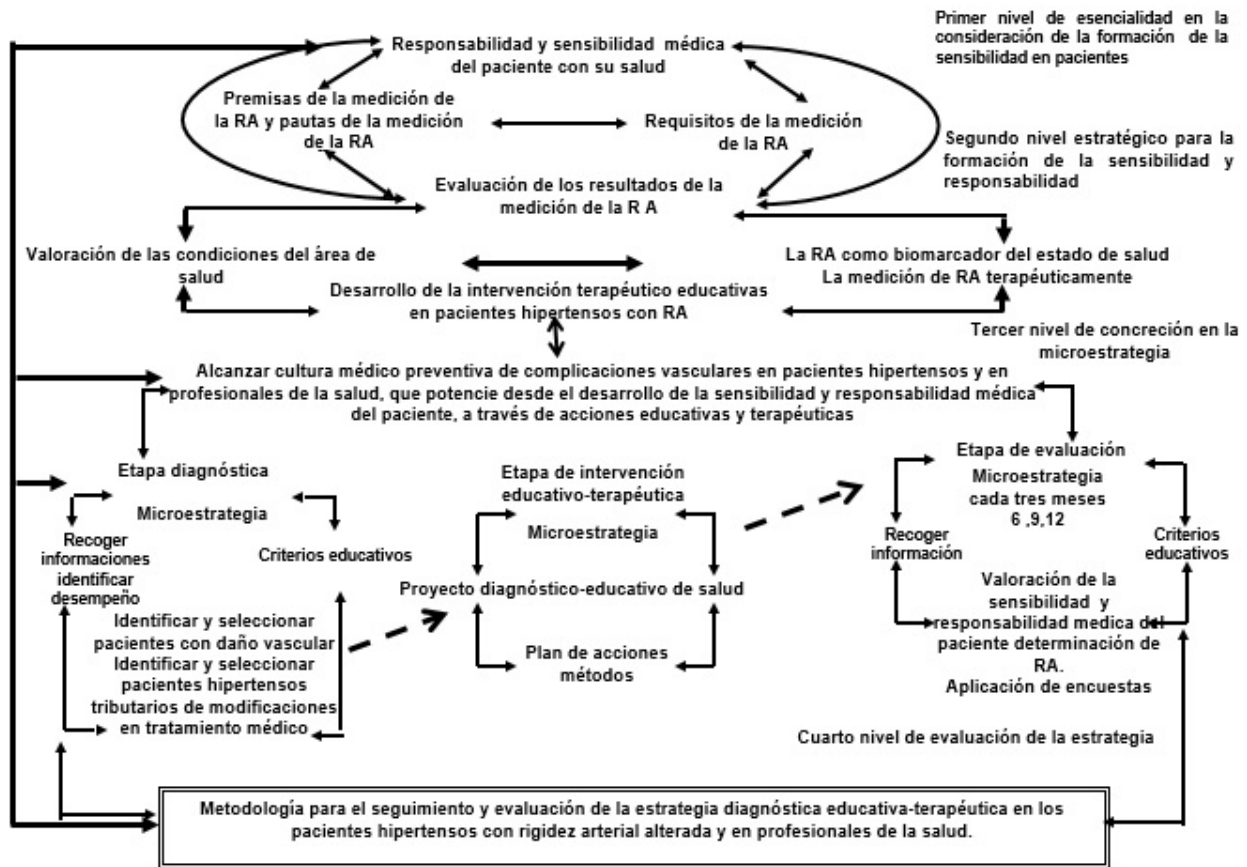 Primer nivel de esencialidad en la
consideración de la formación de la
sensibilidad en pacientes
Responsabilidad y sensibilidad médica
del paciente con su salud
Premisas de la medición de
la RA y pautas de la medición
de la RA
Requisitos de la medición
de la RA
Segundo nivel estratégico para la
formación de la sensibilidad y
responsabilidad
Evaluación de los resultados de la
medición de la R A
Valoración de las condiciones del área de
salud
La RA como biomarcador del estado de salud
La medición de RA terapéuticamente
Desarrollo de la intervención terapéutico educativas
en pacientes hipertensos con RA
Tercer nivel de concreción en la
microestrategia
Alcanzar cultura médico preventiva de complicaciones vasculares en pacientes hipertensos y en
profesionales de la salud, que potencie desde el desarrollo de la sensibilidad y responsabilidad médica
del paciente, a través de acciones educativas y terapéuticas
Etapa diagnóstica
Microestrategia
Recoger
informaciones
identificar
desempeño
Criterios educativos
Identificar y seleccionar
pacientes con daño vascular
Identificar y seleccionar
pacientes hipertensos
tributarios de modificaciones
en tratamiento médico
Etapa de intervención
educativo-terapéutica
Microestrategia
Proyecto diagnóstico-educativo de salud
Plan de acciones
métodos
Etapa de evaluación
Microestrategia
cada tres meses
6 ,9,12
Recoger
información
Criterios
educativos
Valoración de la
sensibilidad y
responsabilidad medica del
paciente determinación de
RA.
Aplicación de encuestas
Cuarto nivel de evaluación de la estrategia
Metodología para el seguimiento y evaluación de la estrategia diagnóstica educativa-terapéutica en los
pacientes hipertensos con rigidez arterial alterada y en profesionales de la salud.